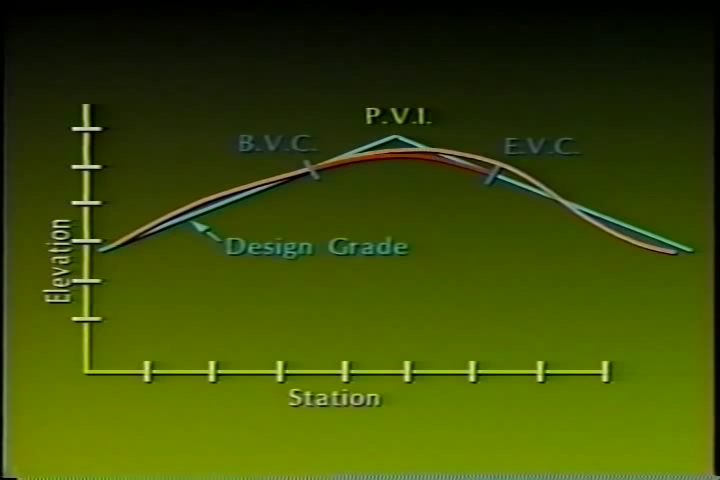 P.V.I.
B.V.C.
E.V.C.
Design Grade
Elevation
Station